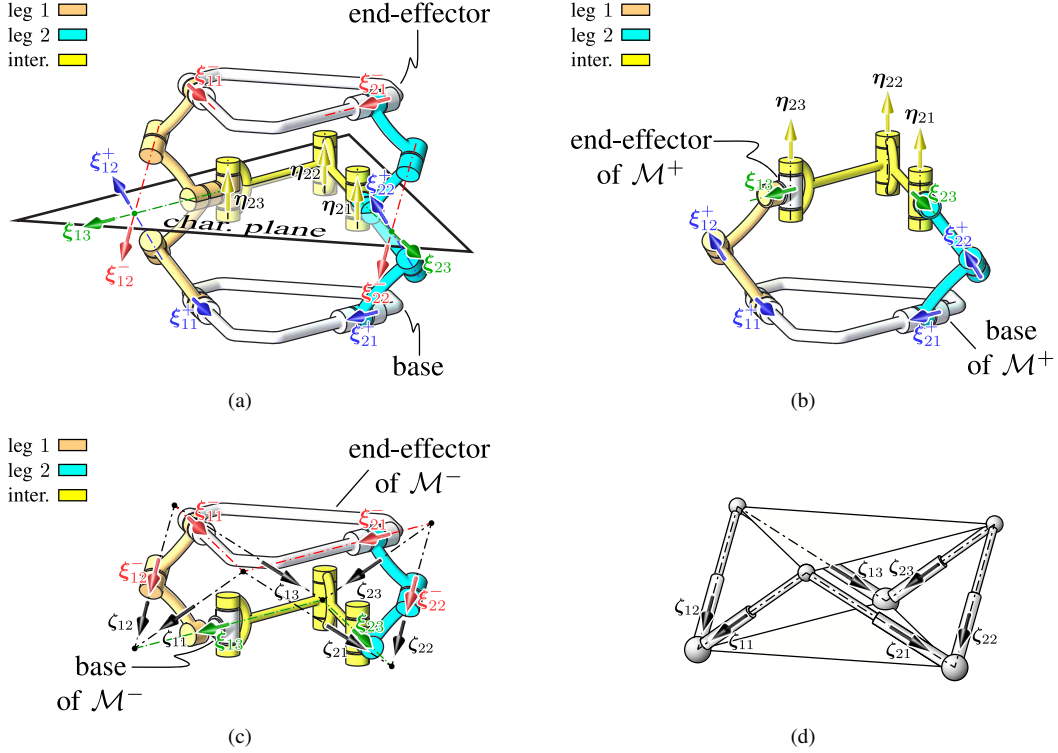 leg 1
leg 2
inter.
end-effector
ξ₁₁⁻
ξ₂₁⁻
ξ₁₂⁺
η₂₂
ξ₂₂⁺
η₂₃
η₂₁
ξ₁₃
char. plane
ξ₂₃
ξ₁₂⁻
ξ₂₂⁻
ξ₁₁⁺
ξ₂₁⁺
base
(a)
leg 1
leg 2
inter.
η₂₂
η₂₃
η₂₁
end-effector
of M⁺
ξ₁₃
ξ₂₃
ξ₁₂⁺
ξ₂₂⁺
ξ₁₁⁺
ξ₂₁⁺
base
of M⁺
(b)
leg 1
leg 2
inter.
end-effector
of M⁻
ξ₁₁⁻
ξ₂₁⁻
ξ₁₂⁻
ζ₁₃
ζ₂₃
ξ₂₂⁻
ζ₁₂
ζ₁₁
ξ₁₃
ξ₂₃
ζ₂₁
ζ₂₂
base
of M⁻
(c)
ζ₁₃
ζ₂₃
ζ₁₂
ζ₁₁
ζ₂₁
ζ₂₂
(d)